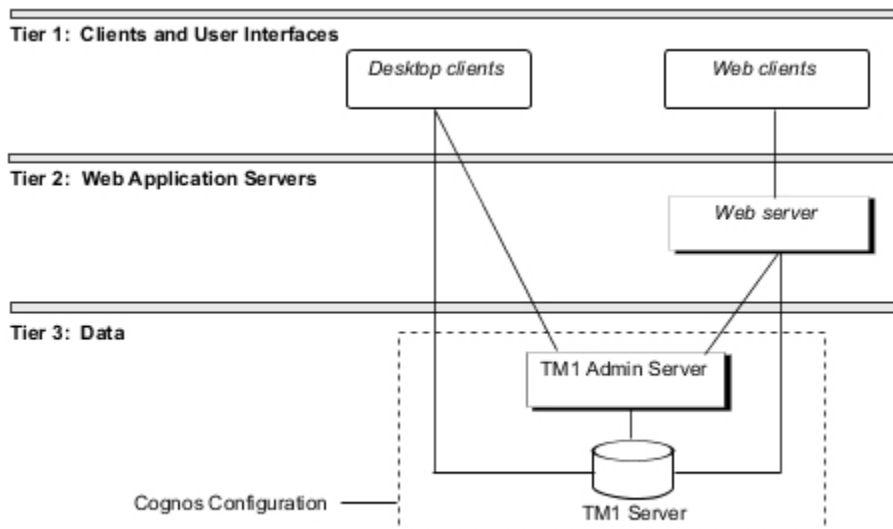 Tier 1: Clients and User Interfaces
Desktop clients
Web clients
Tier 2: Web Application Servers
Web server
Tier 3: Data
TM1 Admin Server
Cognos Configuration
TM1 Server